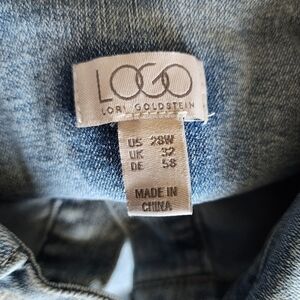 LOGO
LORI GOLDSTEIN
US 28W
UK 32
DE 58
MADE IN
CHINA